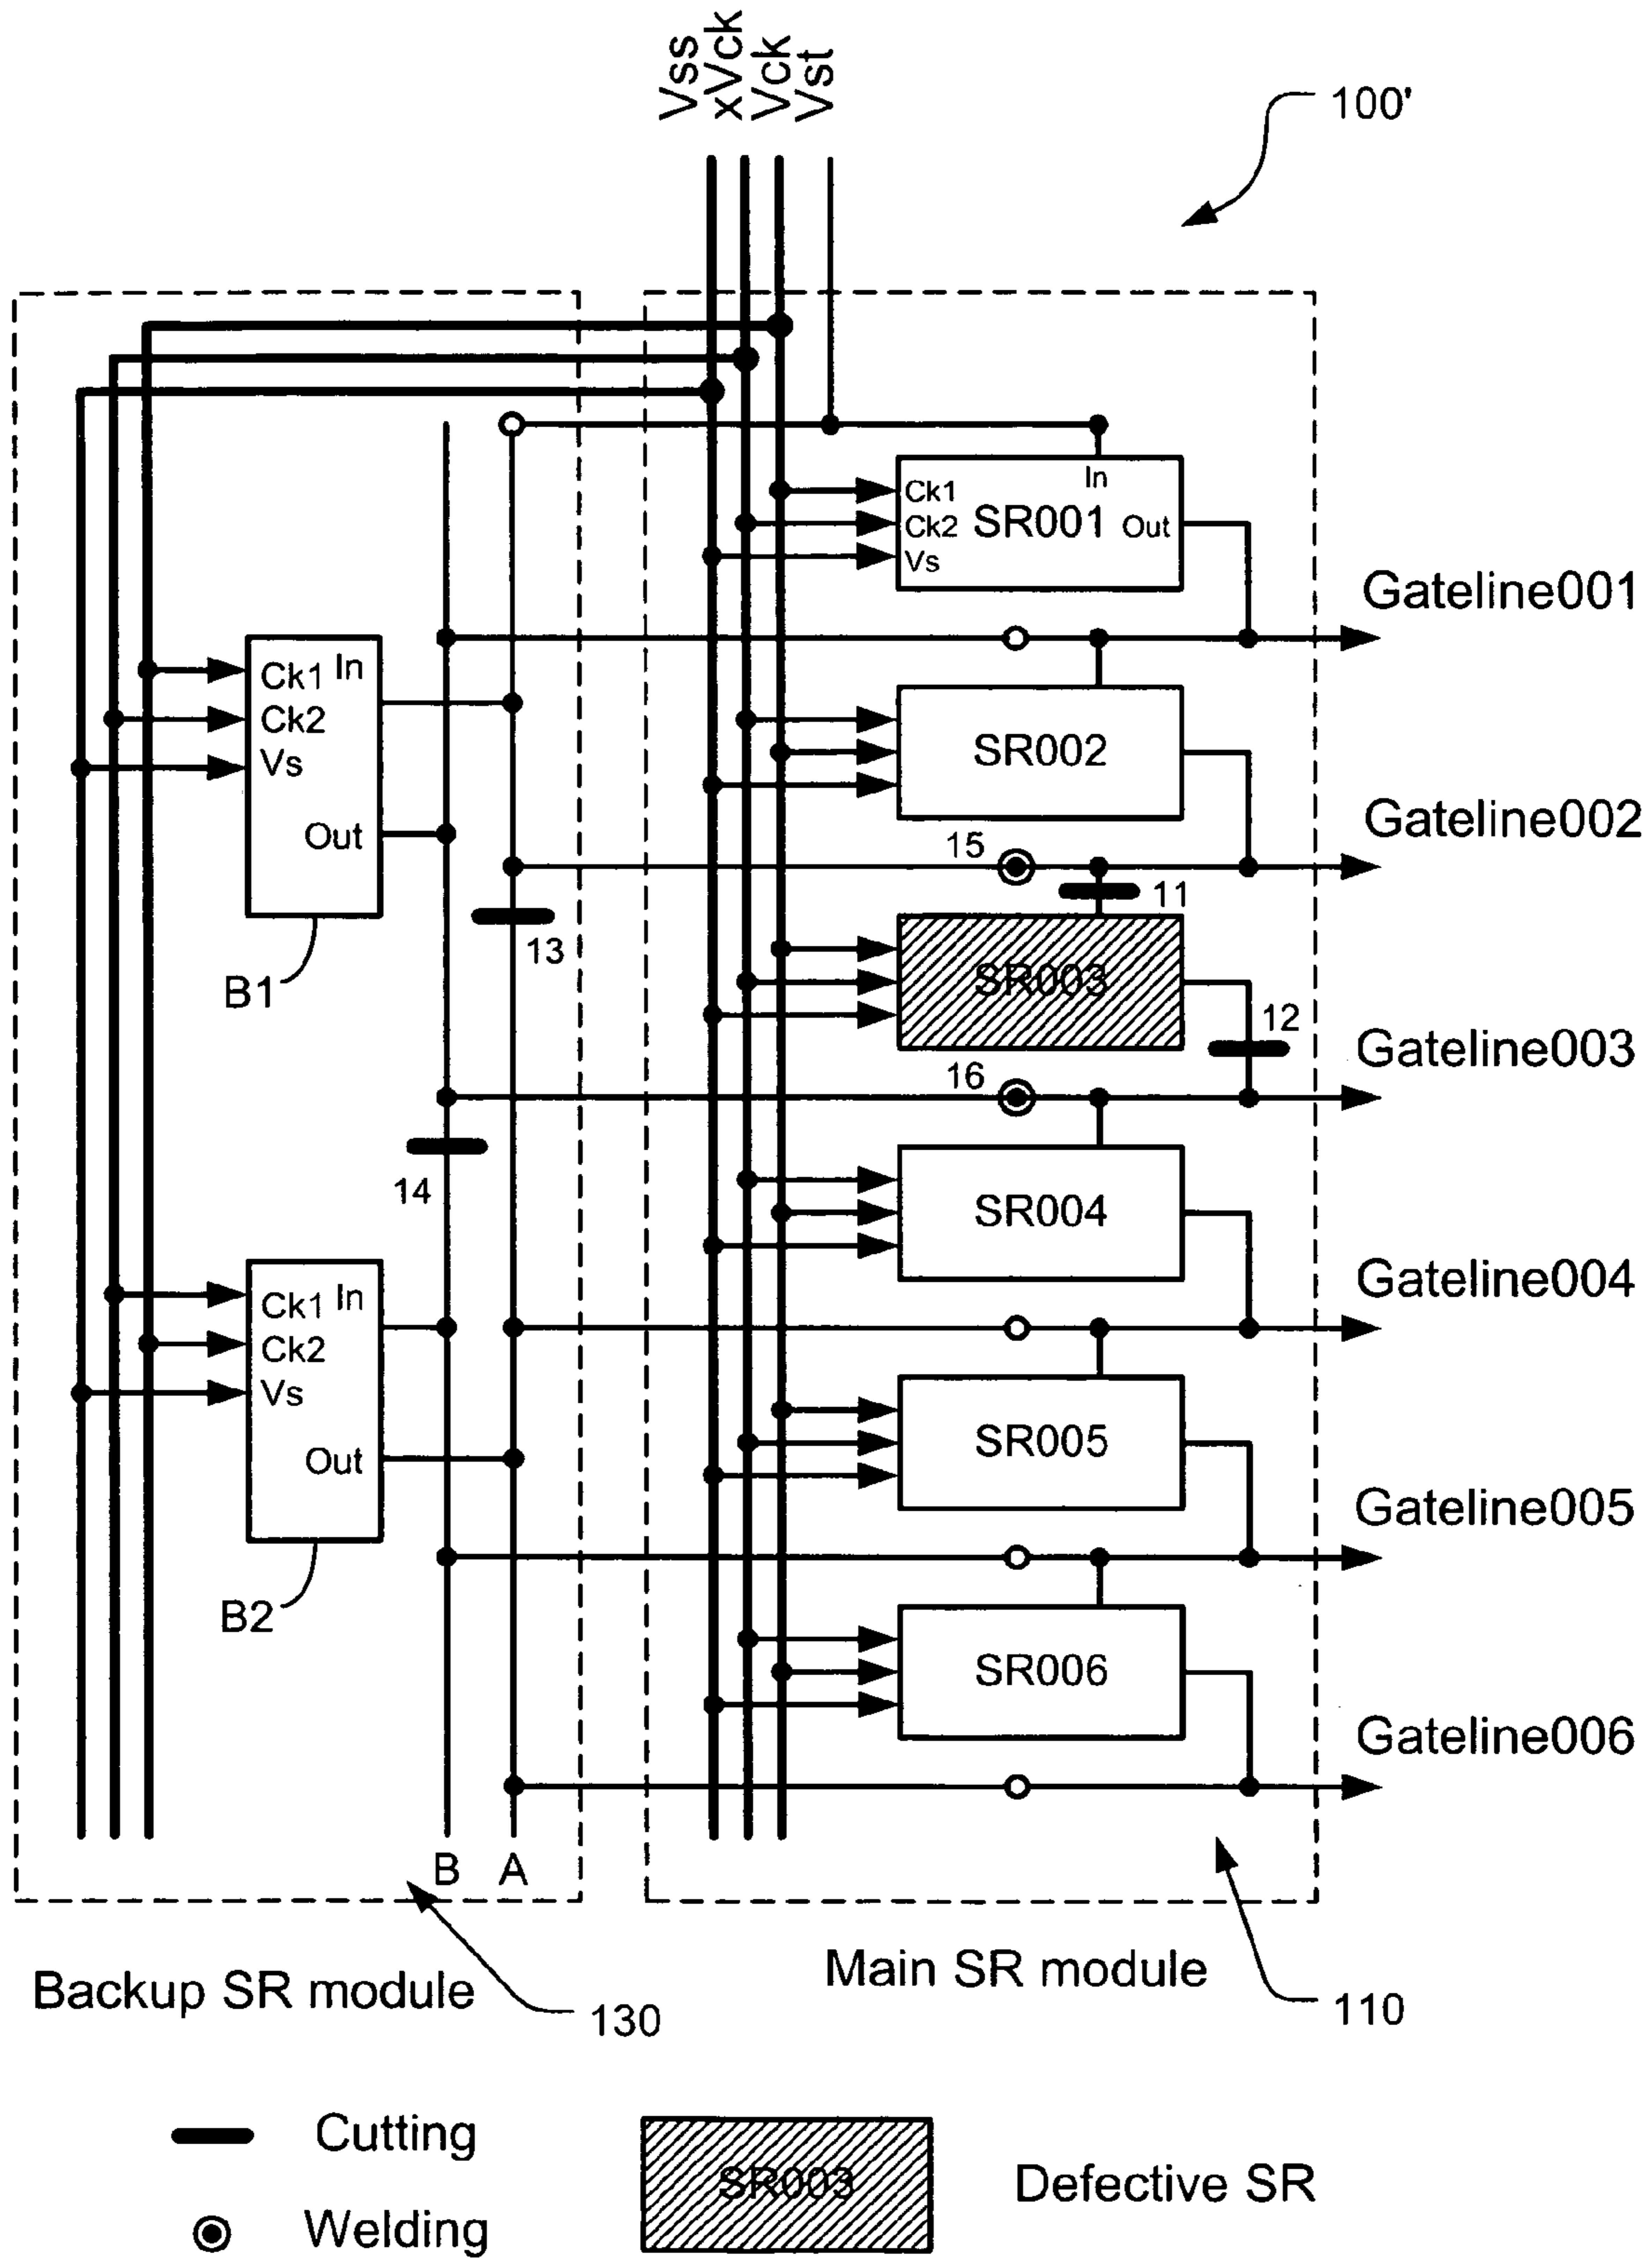 Vss
xVck
Vck
Vst
100'
In
Ck1
SR001
Ck2
Out
Vs
Gateline001
Ck1
In
Ck2
Vs
Out
B1
SR002
Gateline002
15
11
13
SR003
12
Gateline003
16
14
SR004
Gateline004
Ck1
In
Ck2
Vs
Out
B2
SR005
Gateline005
SR006
Gateline006
B
A
Backup SR module
130
Main SR module
110
Cutting
SR003
Defective SR
Welding